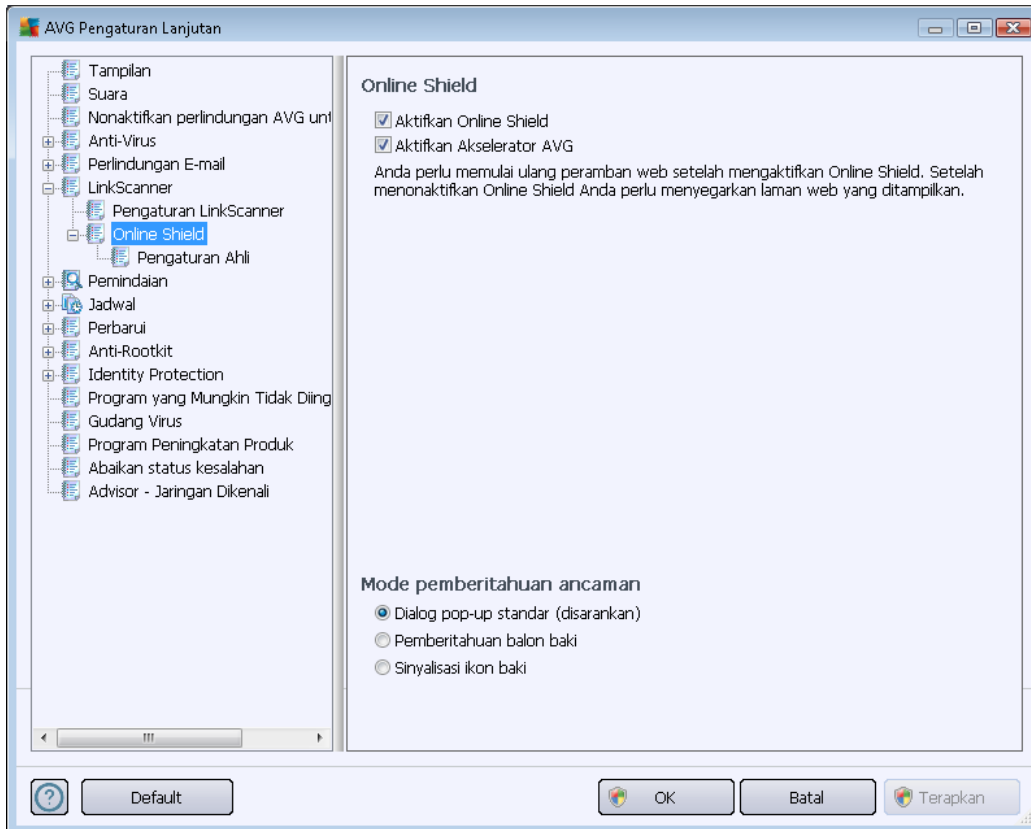 AVG Pengaturan Lanjutan
Tampilan
Suara
Nonaktifkan perlindungan AVG unt
Anti-Virus
Perlindungan E-mail
LinkScanner
Pengaturan LinkScanner
Online Shield
Pengaturan Ahli
Pemindaian
Jadwal
Perbarui
Anti-Rootkit
Identity Protection
Program yang Mungkin Tidak Diing
Gudang Virus
Program Peningkatan Produk
Abaikan status kesalahan
Advisor - Jaringan Dikenali
Online Shield
Aktifkan Online Shield
Aktifkan Akselerator AVG
Anda perlu memulai ulang peramban web setelah mengaktifkan Online Shield. Setelah
menonaktifkan Online Shield Anda perlu menyegarkan laman web yang ditampilkan.
Mode pemberitahuan ancaman
Dialog pop-up standar (disarankan)
Pemberitahuan balon baki
Sinyalisasi ikon baki
Default
OK
Batal
Terapkan